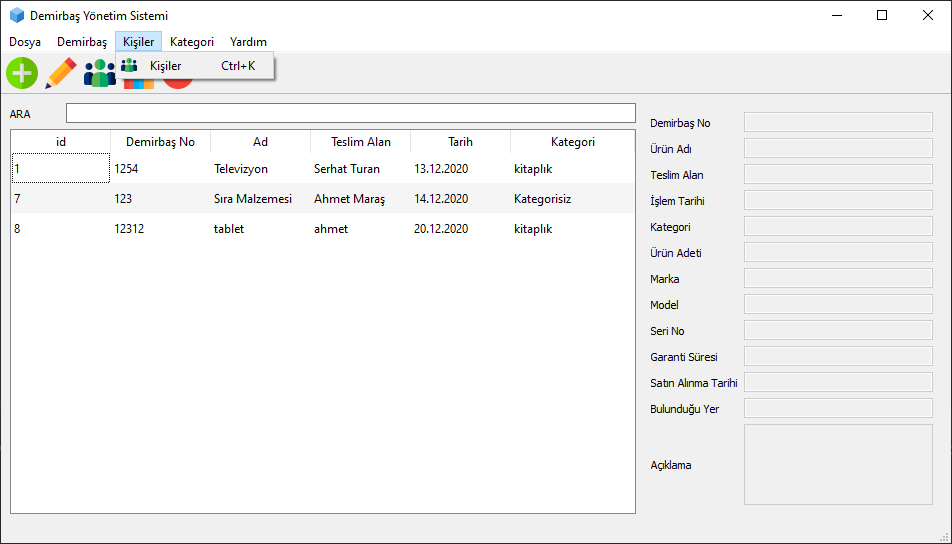 Demirbaş Yönetim Sistemi
Dosya Demirbaş Kişiler Kategori Yardım
Kişiler Ctrl+K
ARA
id Demirbaş No Ad Teslim Alan Tarih Kategori
1 1254 Televizyon Serhat Turan 13.12.2020 kitaplık
7 123 Sıra Malzemesi Ahmet Maraş 14.12.2020 Kategorisiz
8 12312 tablet ahmet 20.12.2020 kitaplık
Demirbaş No
Ürün Adı
Teslim Alan
İşlem Tarihi
Kategori
Ürün Adeti
Marka
Model
Seri No
Garanti Süresi
Satın Alınma Tarihi
Bulunduğu Yer
Açıklama